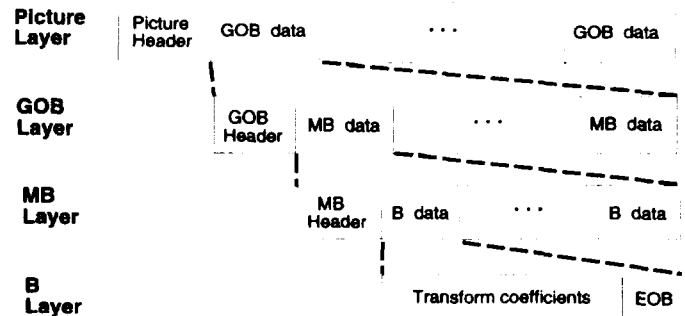 Picture Layer
Picture Header
GOB data
...
GOB data
GOB Layer
GOB Header
MB data
...
MB data
MB Layer
MB Header
B data
...
B data
B Layer
Transform coefficients
EOB